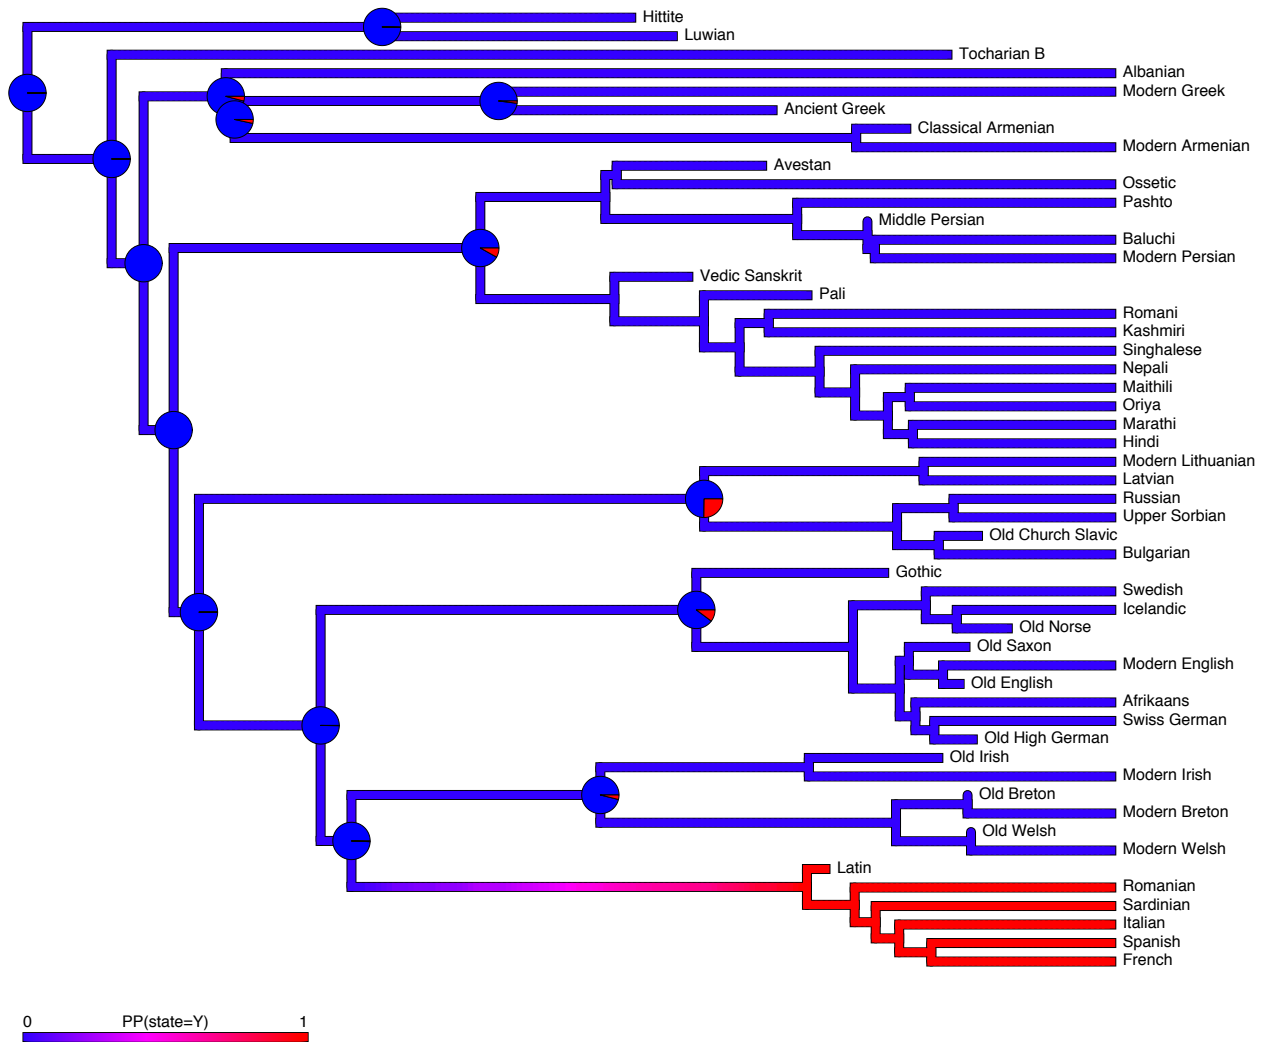 Hittite
Luwian
Tocharian B
Albanian
Modern Greek
Ancient Greek
Classical Armenian
Modern Armenian
Avestan
Ossetic
Pashto
Middle Persian
Baluchi
Modern Persian
Vedic Sanskrit
Pali
Romani
Kashmiri
Singhalese
Nepali
Maithili
Oriya
Marathi
Hindi
Modern Lithuanian
Latvian
Russian
Upper Sorbian
Old Church Slavic
Bulgarian
Gothic
Swedish
Icelandic
Old Norse
Old Saxon
Modern English
Old English
Afrikaans
Swiss German
Old High German
Old Irish
Modern Irish
Old Breton
Modern Breton
Old Welsh
Modern Welsh
Latin
Romanian
Sardinian
Italian
Spanish
French
0 PP(state=Y) 1